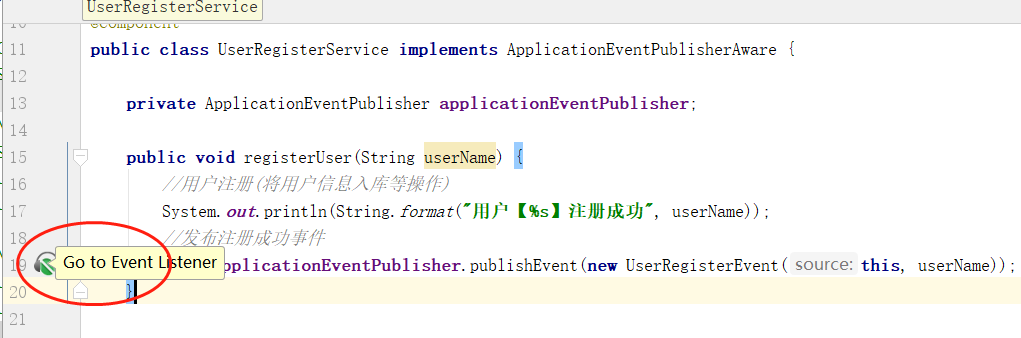 UserRegisterService
10 @Component
11 public class UserRegisterService implements ApplicationEventPublisherAware {
12
13 private ApplicationEventPublisher applicationEventPublisher;
14
15 public void registerUser(String userName) {
16 //用户注册(将用户信息入库等操作)
17 System.out.println(String.format("用户【%s】注册成功", userName));
18 //发布注册成功事件
19 Go to Event Listener pplicationEventPublisher.publishEvent(new UserRegisterEvent( source: this, userName));
20 }
21